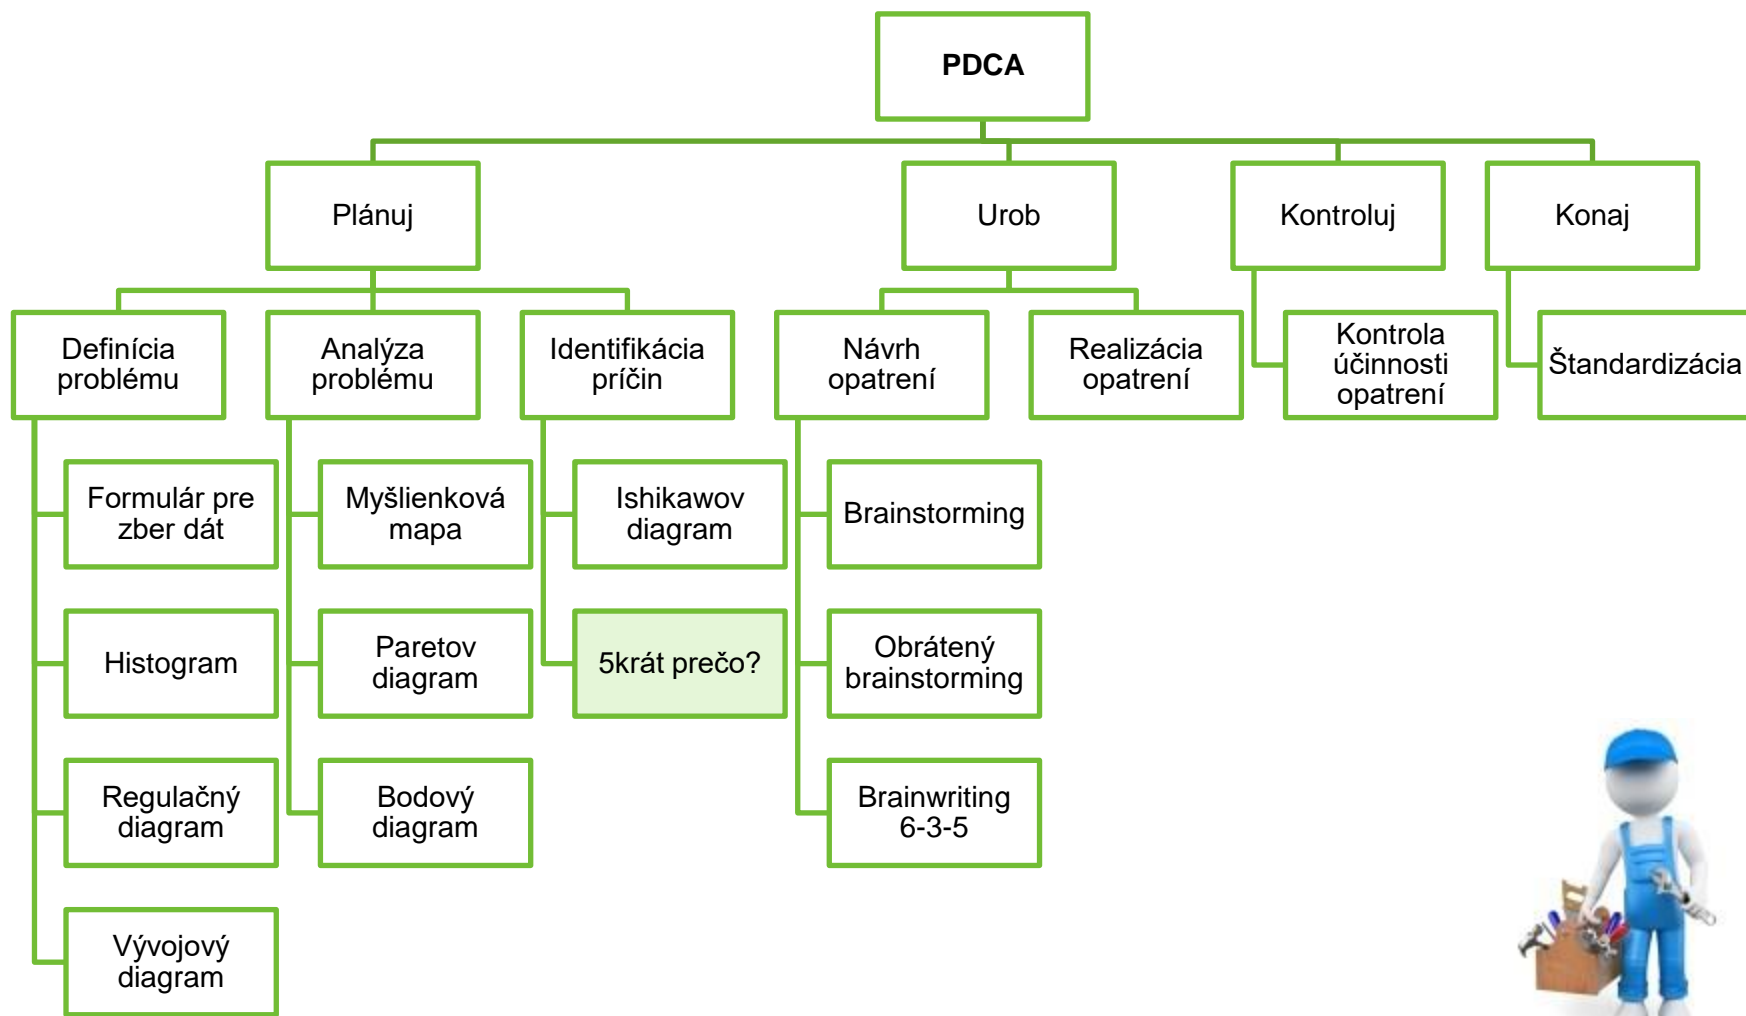 PDCA
Plánuj
Urob
Kontroluj
Konaj
Definícia
problému
Analýza
problému
Identifikácia
príčin
Návrh
opatrení
Realizácia
opatrení
Kontrola
účinnosti
opatrení
Štandardizácia
Formulár pre
zber dát
Myšlienková
mapa
Ishikawov
diagram
Brainstorming
Histogram
Paretov
diagram
5krát prečo?
Obrátený
brainstorming
Regulačný
diagram
Bodový
diagram
Brainwriting
6-3-5
Vývojový
diagram